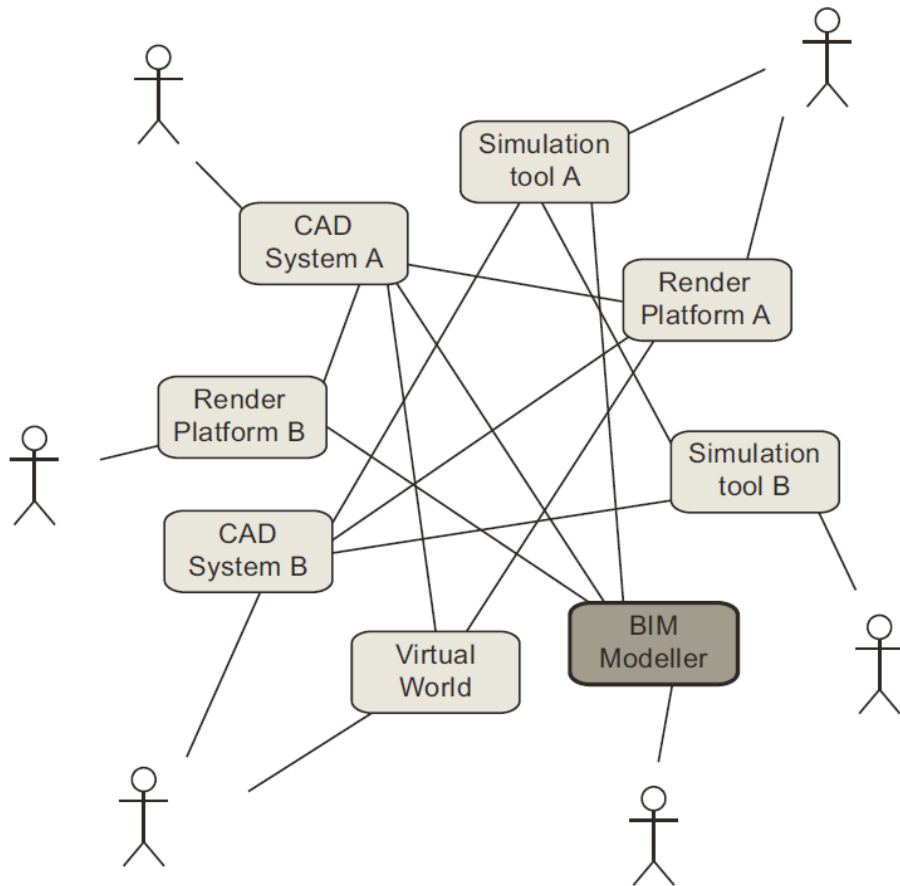 Simulation
tool A
CAD
System A
Render
Platform A
Render
Platform B
Simulation
tool B
CAD
System B
BIM
Modeller
Virtual
World